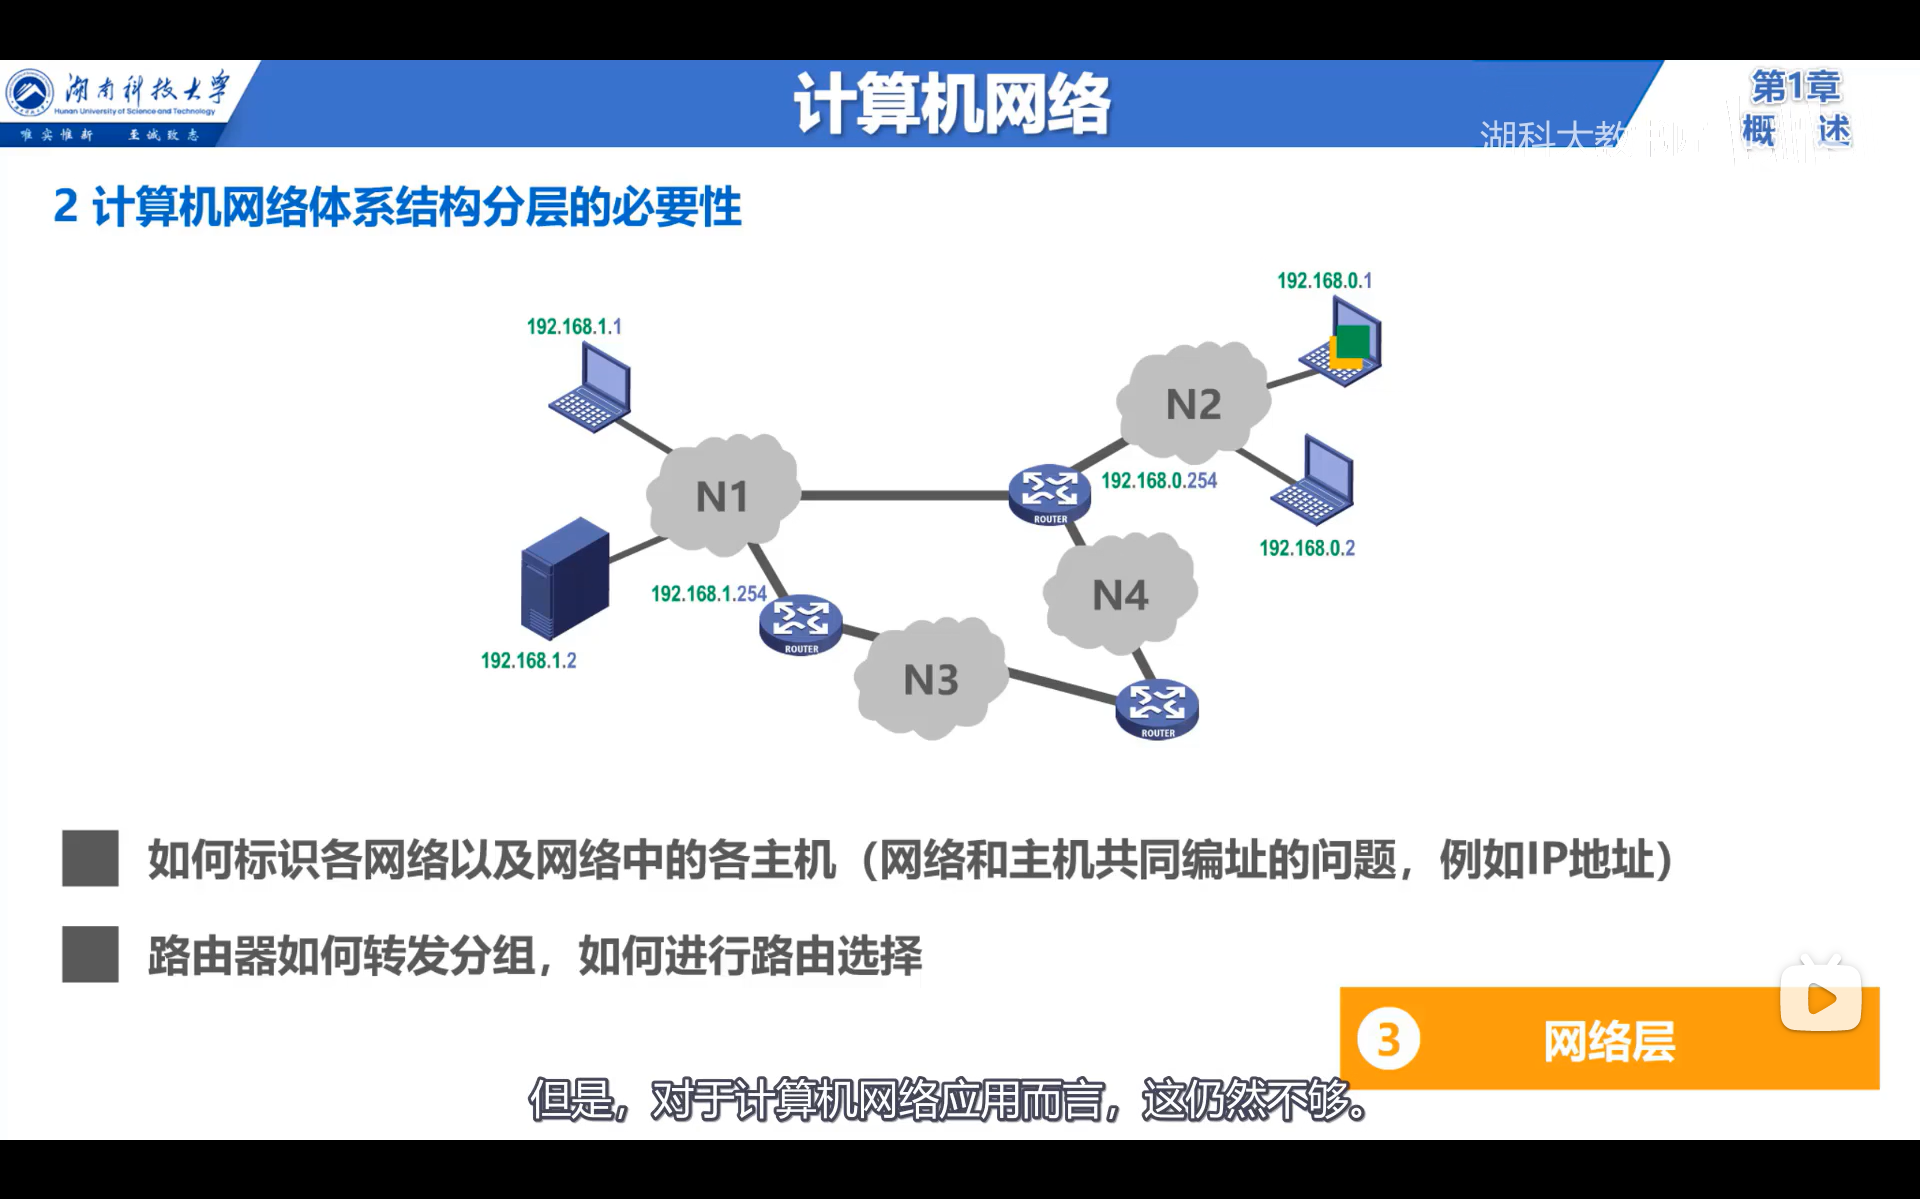 湖南科技大学
Hunan University of Science and Technology
唯实惟新 至诚致志
计算机网络
第1章
概 述
湖科大教
2 计算机网络体系结构分层的必要性
192.168.0.1
192.168.1.1
N2
192.168.0.254
N1
ROUTER
192.168.0.2
192.168.1.254
N4
ROUTER
192.168.1.2
N3
ROUTER
如何标识各网络以及网络中的各主机（网络和主机共同编址的问题，例如IP地址）
路由器如何转发分组，如何进行路由选择
3 网络层
但是，对于计算机网络应用而言，这仍然不够。